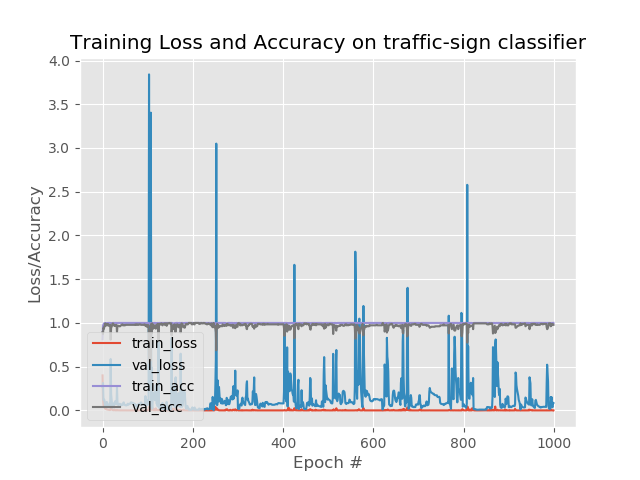 Training Loss and Accuracy on traffic-sign classifier
4.0
3.5
3.0
2.5
2.0
1.5
1.0
0.5
0.0
Loss/Accuracy
train_loss
val_loss
train_acc
val_acc
0 200 400 600 800 1000
Epoch #